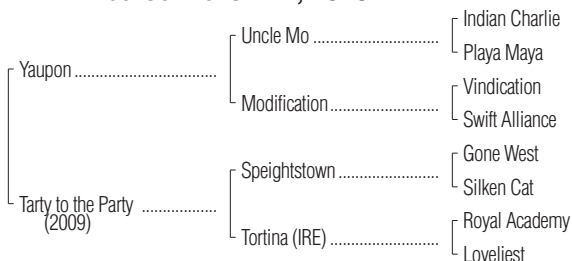 Indian Charlie
Uncle Mo
Playa Maya
Yaupon
Vindication
Modification
Swift Alliance
Gone West
Speightstown
Silken Cat
Tarty to the Party
(2009)
Royal Academy
Tortina (IRE)
Loveliest